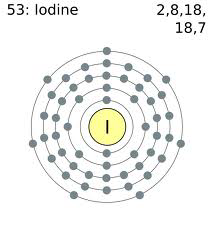 53: Iodine
2,8,18,
18,7
I